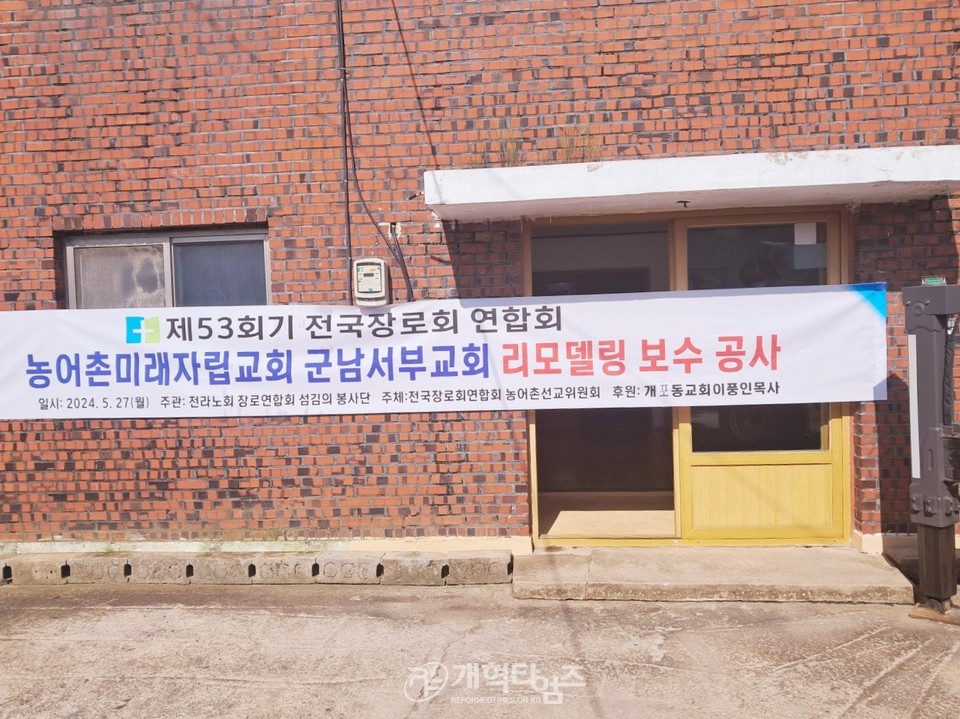 제53회기 전국장로회 연합회
농어촌미래자립교회 군남서부교회 리모델링 보수 공사
일시: 2024. 5. 27(월) 주관: 전라노회 장로연합회 섬김의 봉사단 주체:전국장로회연합회 농어촌선교위원회 후원: 개포동교회이풍인목사
개혁타임즈
REFORMEDTIMES.OR.KR